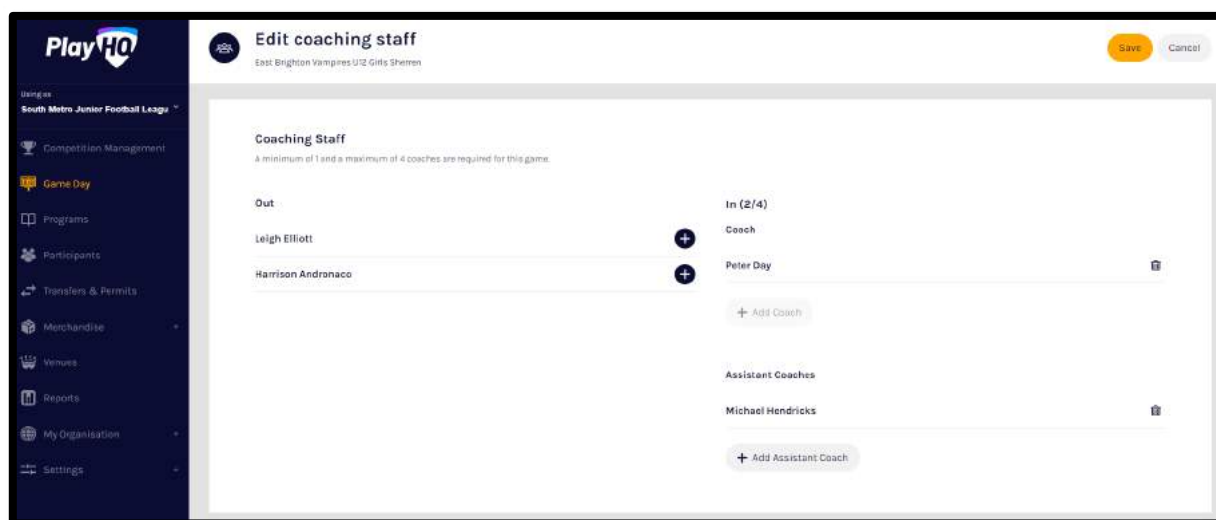 PlayHQ
Using as
South Metro Junior Football Leagu
Competition Management
Game Day
Programs
Participants
Transfers & Permits
Merchandise
Venues
Reports
My Organisation
Settings
Edit coaching staff
East Brighton Vampires U12 Girls Sherren
Save
Cancel
Coaching Staff
A minimum of 1 and a maximum of 4 coaches are required for this game.
Out
Leigh Elliott
Harrison Andronaco
In (2/4)
Coach
Peter Day
+ Add Coach
Assistant Coaches
Michael Hendricks
+ Add Assistant Coach